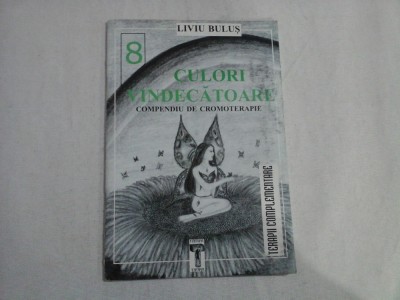 LIVIU BULUȘ
8
CULORI
VINDECĂTOARE
COMPENDIU DE CROMOTERAPIE
TERAPII COMPLEMENTARE